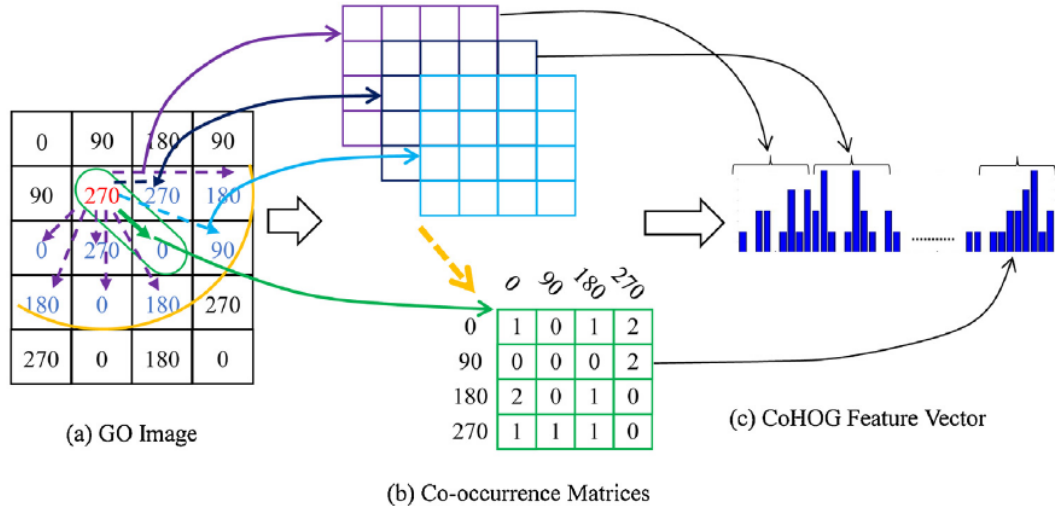 0 90 180 90
90 270 270 180
0 270 0 90
180 0 180 270
270 0 180 0
(a) GO Image
0 90 180 270
0 1 0 1 2
90 0 0 0 2
180 2 0 1 0
270 1 1 1 0
(b) Co-occurrence Matrices
(c) CoHOG Feature Vector